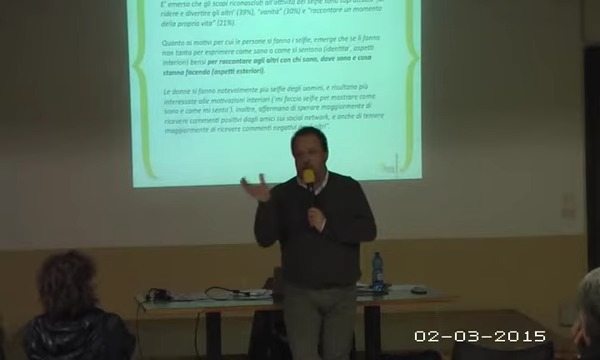 E' emerso che gli scopi riconosciuti all'attività dei selfie sono soprattutto "far
ridere e divertire gli altri" (39%), "vanità" (30%) e "raccontare un momento
della propria vita" (21%).
Quanto ai motivi per cui le persone si fanno i selfie, emerge che se li fanno
non tanto per esprimere come sono o come si sentono (identità, aspetti
interiori) bensì per raccontare agli altri con chi sono, dove sono e cosa
stanno facendo (aspetti esteriori).
Le donne si fanno notevolmente più selfie degli uomini, e risultano più
interessate alle motivazioni interiori ('mi faccio selfie per mostrare come
sono e come mi sento'). Inoltre, affermano di sperare maggiormente di
ricevere commenti positivi dagli amici sui social network, e anche di temere
maggiormente di ricevere commenti negativi altri"
02-03-2015